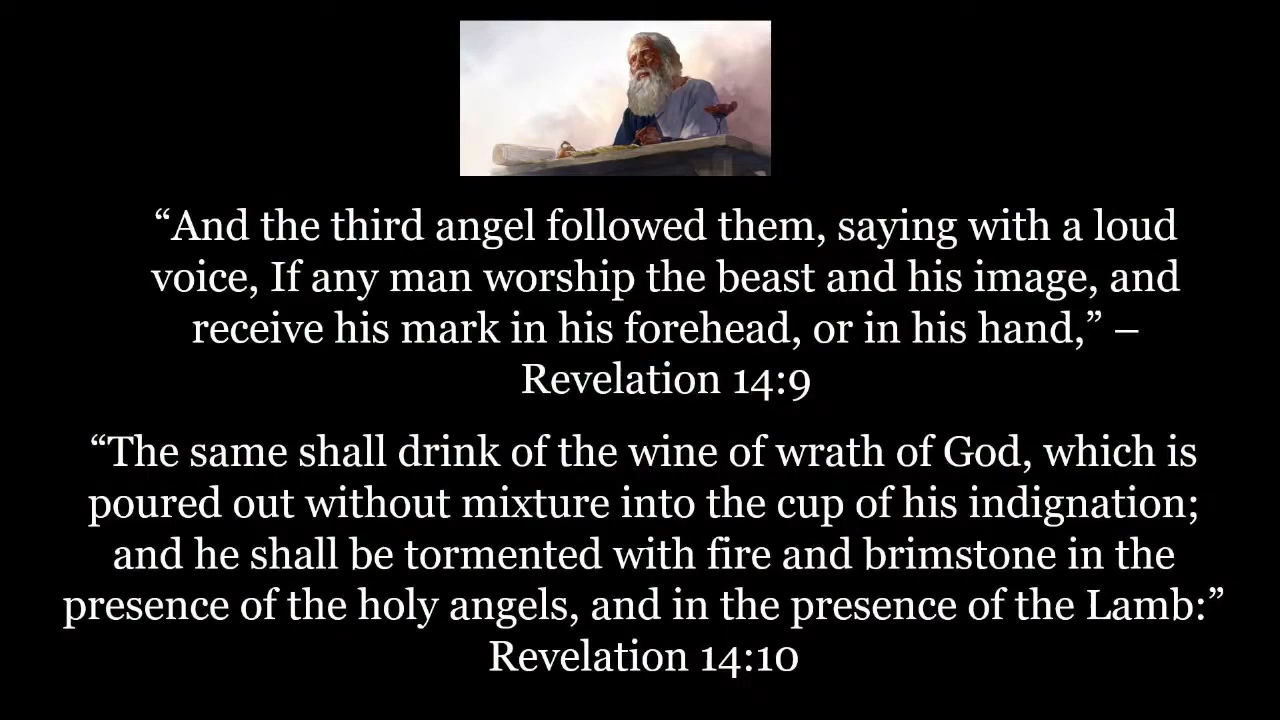 “And the third angel followed them, saying with a loud
voice, If any man worship the beast and his image, and
receive his mark in his forehead, or in his hand,” –
Revelation 14:9
“The same shall drink of the wine of wrath of God, which is
poured out without mixture into the cup of his indignation;
and he shall be tormented with fire and brimstone in the
presence of the holy angels, and in the presence of the Lamb:”
Revelation 14:10